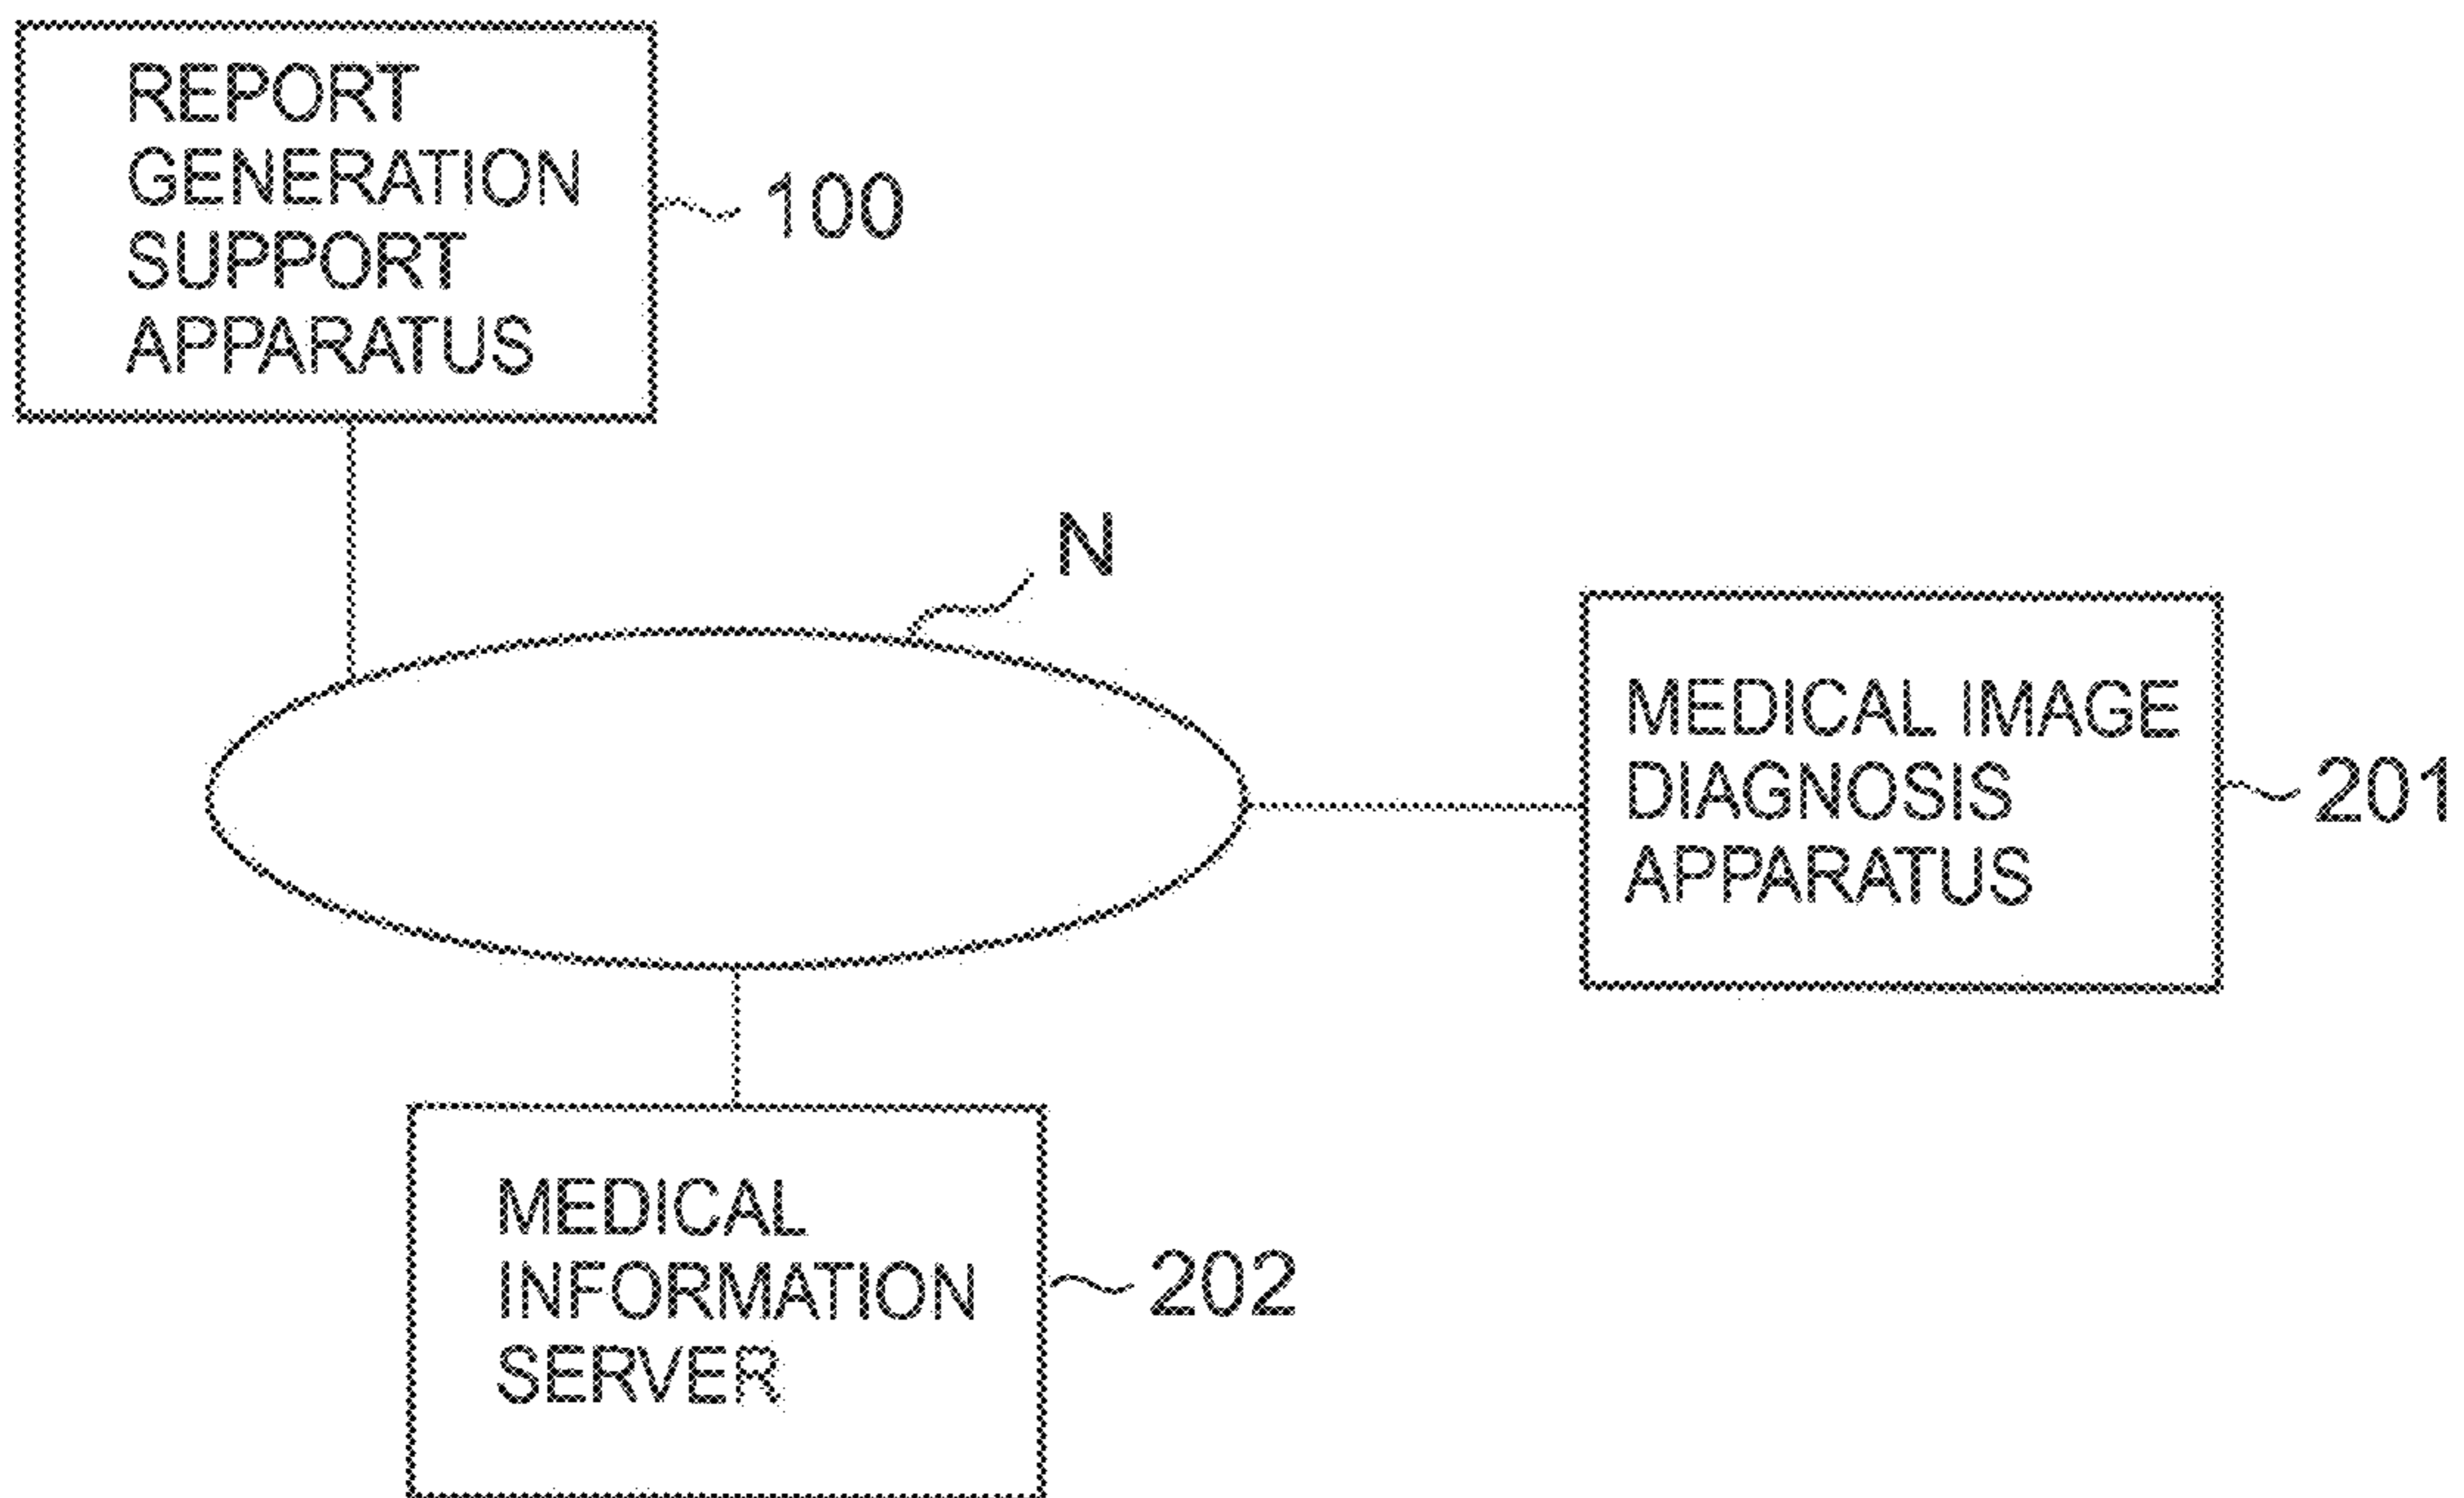 REPORT
GENERATION
SUPPORT
APPARATUS
100
N
MEDICAL IMAGE
DIAGNOSIS
APPARATUS
201
MEDICAL
INFORMATION
SERVER
202